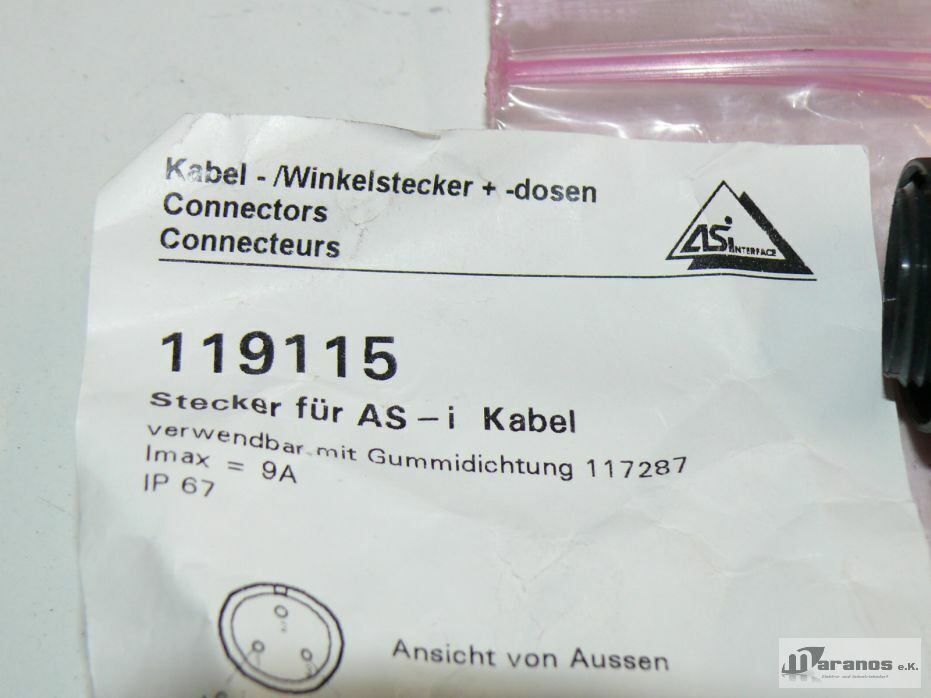 Kabel - /Winkelstecker + -dosen
Connectors
Connecteurs
ASi INTERFACE
119115
Stecker für AS – i Kabel
verwendbar mit Gummidichtung 117287
Imax = 9A
IP 67
Ansicht von Aussen
Maranos e.K.